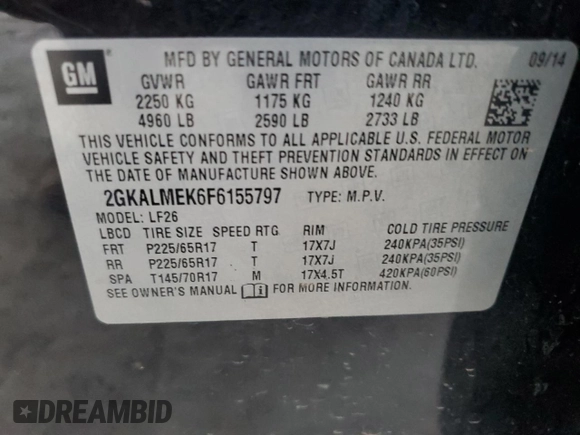 GM
MFD BY GENERAL MOTORS OF CANADA LTD. 09/14
GVWR GAWR FRT GAWR RR
2250 KG 1175 KG 1240 KG
4960 LB 2590 LB 2733 LB
THIS VEHICLE CONFORMS TO ALL APPLICABLE U.S. FEDERAL MOTOR
VEHICLE SAFETY AND THEFT PREVENTION STANDARDS IN EFFECT ON
THE DATE OF MANUFACTURE SHOWN ABOVE.
2GKALMEK6F6155797 TYPE: M.P.V.
MODEL: LF26
LBCD TIRE SIZE SPEED RTG RIM COLD TIRE PRESSURE
FRT P225/65R17 T 17X7J 240KPA(35PSI)
RR P225/65R17 T 17X7J 240KPA(35PSI)
SPA T145/70R17 M 17X4.5T 420KPA(60PSI)
SEE OWNER'S MANUAL i FOR MORE INFORMATION.
DREAMBID